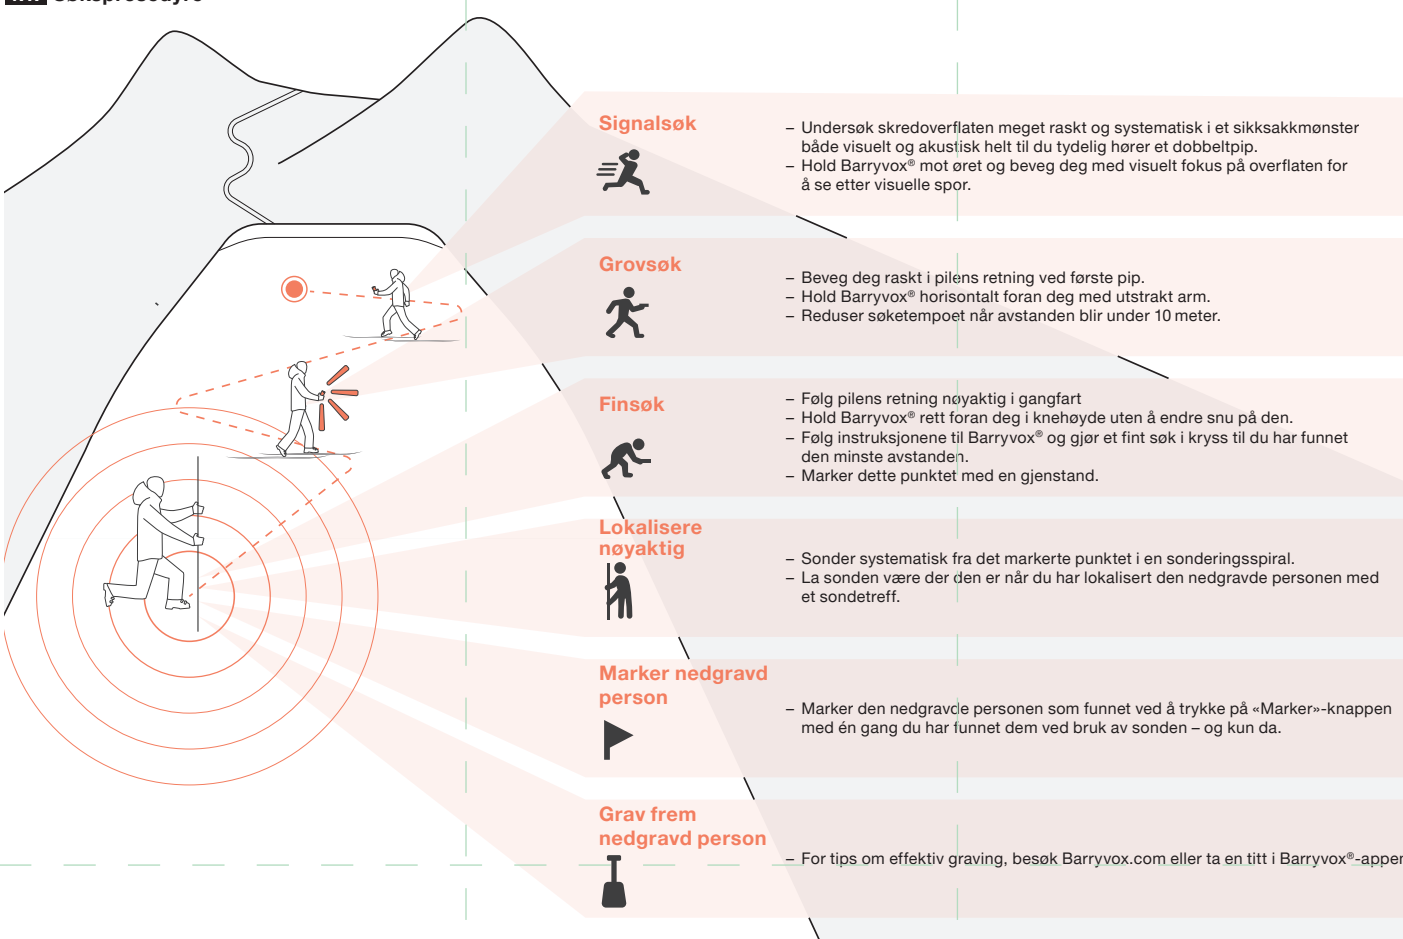 Søksprosedyre
Signalsøk
– Undersøk skredoverflaten meget raskt og systematisk i et sikksakkmønster
både visuelt og akustisk helt til du tydelig hører et dobbeltpip.
– Hold Barryvox® mot øret og beveg deg med visuelt fokus på overflaten for
å se etter visuelle spor.
Grovsøk
– Beveg deg raskt i pilens retning ved første pip.
– Hold Barryvox® horisontalt foran deg med utstrakt arm.
– Reduser søketempoet når avstanden blir under 10 meter.
Finsøk
– Følg pilens retning nøyaktig i gangfart
– Hold Barryvox® rett foran deg i knehøyde uten å endre snu på den.
– Følg instruksjonene til Barryvox® og gjør et fint søk i kryss til du har funnet
den minste avstanden.
– Marker dette punktet med en gjenstand.
Lokalisere
nøyaktig
– Sonder systematisk fra det markerte punktet i en sonderingsspiral.
– La sonden være der den er når du har lokalisert den nedgravde personen med
et sondetreff.
Marker nedgravd
person
– Marker den nedgravde personen som funnet ved å trykke på «Marker»-knappen
med én gang du har funnet dem ved bruk av sonden – og kun da.
Grav frem
nedgravd person
– For tips om effektiv graving, besøk Barryvox.com eller ta en titt i Barryvox®-appen